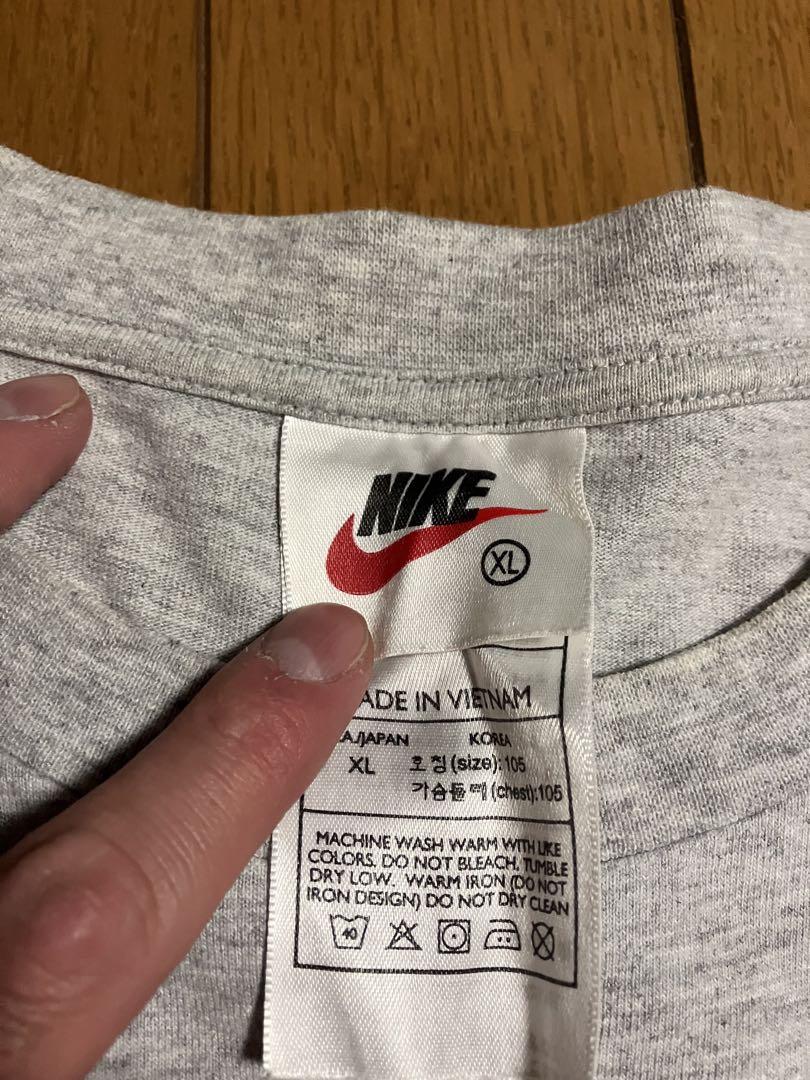 NIKE
XL
ADE IN VIETNAM
A/JAPAN KOREA
XL 호 칭 (size): 105
가슴둘레 (chest): 105
MACHINE WASH WARM WITH LIKE
COLORS. DO NOT BLEACH. TUMBLE
DRY LOW. WARM IRON (DO NOT
IRON DESIGN) DO NOT DRY CLEAN
40